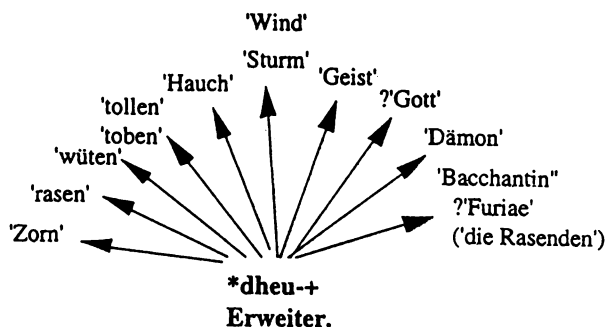 'Wind'
'Sturm'
'Geist'
'Hauch'
?'Gott'
'tollen'
'toben'
'Dämon'
'wüten'
'Bacchantin"
'rasen'
?'Furiae'
'Zorn'
('die Rasenden')
*dheu-+
Erweiter.